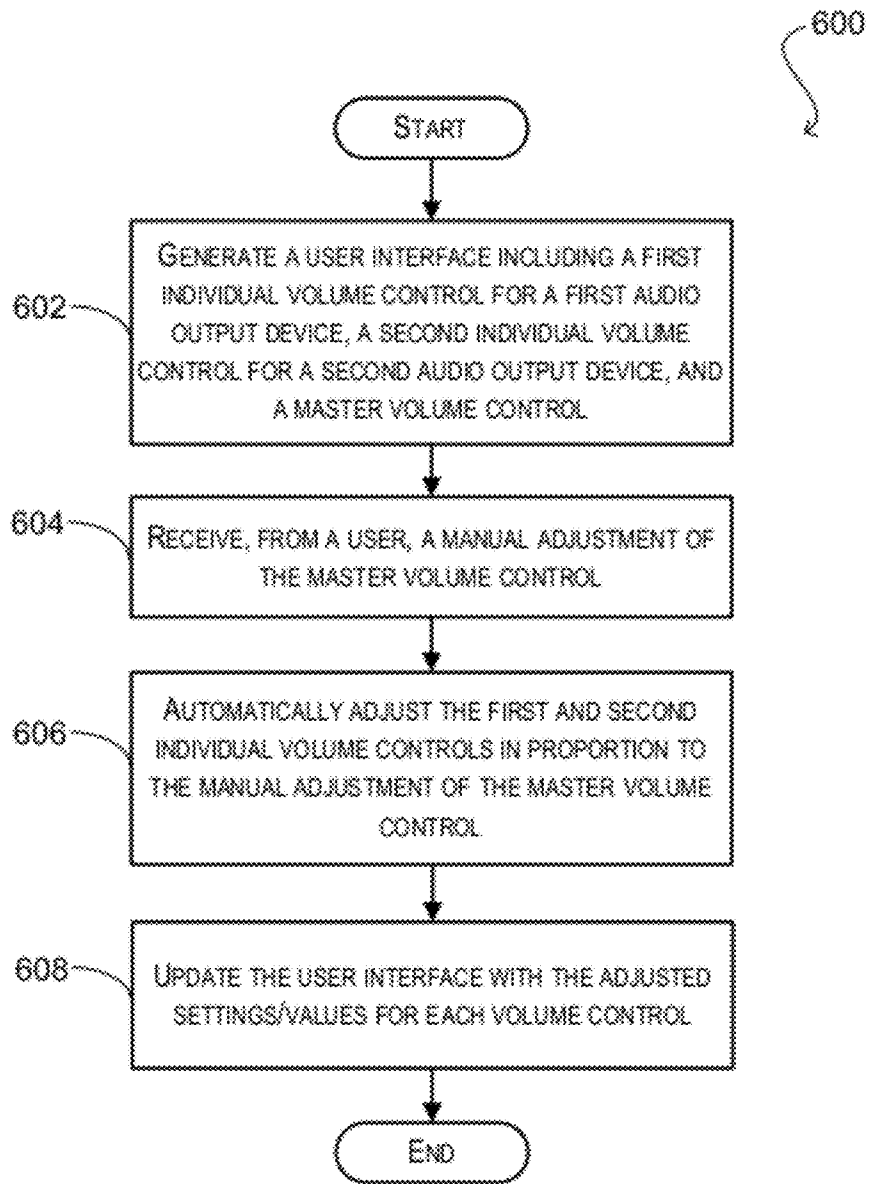 600
START
602
GENERATE A USER INTERFACE INCLUDING A FIRST
INDIVIDUAL VOLUME CONTROL FOR A FIRST AUDIO
OUTPUT DEVICE, A SECOND INDIVIDUAL VOLUME
CONTROL FOR A SECOND AUDIO OUTPUT DEVICE, AND
A MASTER VOLUME CONTROL
604
RECEIVE, FROM A USER, A MANUAL ADJUSTMENT OF
THE MASTER VOLUME CONTROL
606
AUTOMATICALLY ADJUST THE FIRST AND SECOND
INDIVIDUAL VOLUME CONTROLS IN PROPORTION TO
THE MANUAL ADJUSTMENT OF THE MASTER VOLUME
CONTROL
608
UPDATE THE USER INTERFACE WITH THE ADJUSTED
SETTINGS/VALUES FOR EACH VOLUME CONTROL
END